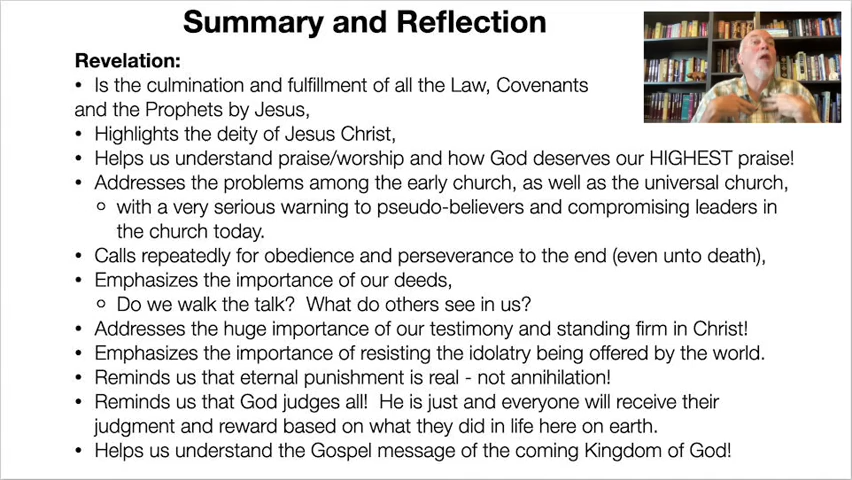 Summary and Reflection
Revelation:
• Is the culmination and fulfillment of all the Law, Covenants
and the Prophets by Jesus,
• Highlights the deity of Jesus Christ,
• Helps us understand praise/worship and how God deserves our HIGHEST praise!
• Addresses the problems among the early church, as well as the universal church,
○ with a very serious warning to pseudo-believers and compromising leaders in
the church today.
• Calls repeatedly for obedience and perseverance to the end (even unto death),
• Emphasizes the importance of our deeds,
○ Do we walk the talk?  What do others see in us?
• Addresses the huge importance of our testimony and standing firm in Christ!
• Emphasizes the importance of resisting the idolatry being offered by the world.
• Reminds us that eternal punishment is real - not annihilation!
• Reminds us that God judges all!  He is just and everyone will receive their
judgment and reward based on what they did in life here on earth.
• Helps us understand the Gospel message of the coming Kingdom of God!